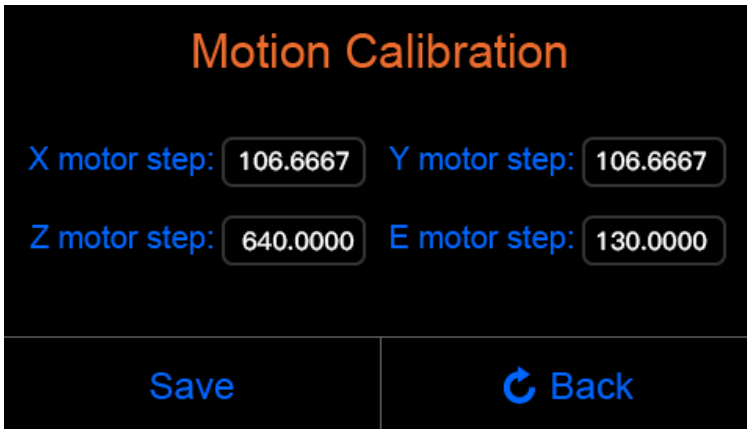 Motion Calibration
X motor step: 106.6667 Y motor step: 106.6667
Z motor step: 640.0000 E motor step: 130.0000
Save Back